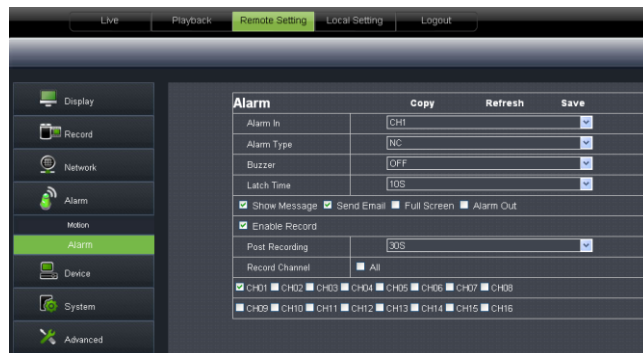 Live Playback Remote Setting Local Setting Logout
Display
Record
Network
Alarm
Motion
Alarm
Device
System
Advanced
Alarm Copy Refresh Save
Alarm In CH1
Alarm Type NC
Buzzer OFF
Latch Time 10S
Show Message Send Email Full Screen Alarm Out
Enable Record
Post Recording 30S
Record Channel All
CH01 CH02 CH03 CH04 CH05 CH06 CH07 CH08
CH09 CH10 CH11 CH12 CH13 CH14 CH15 CH16